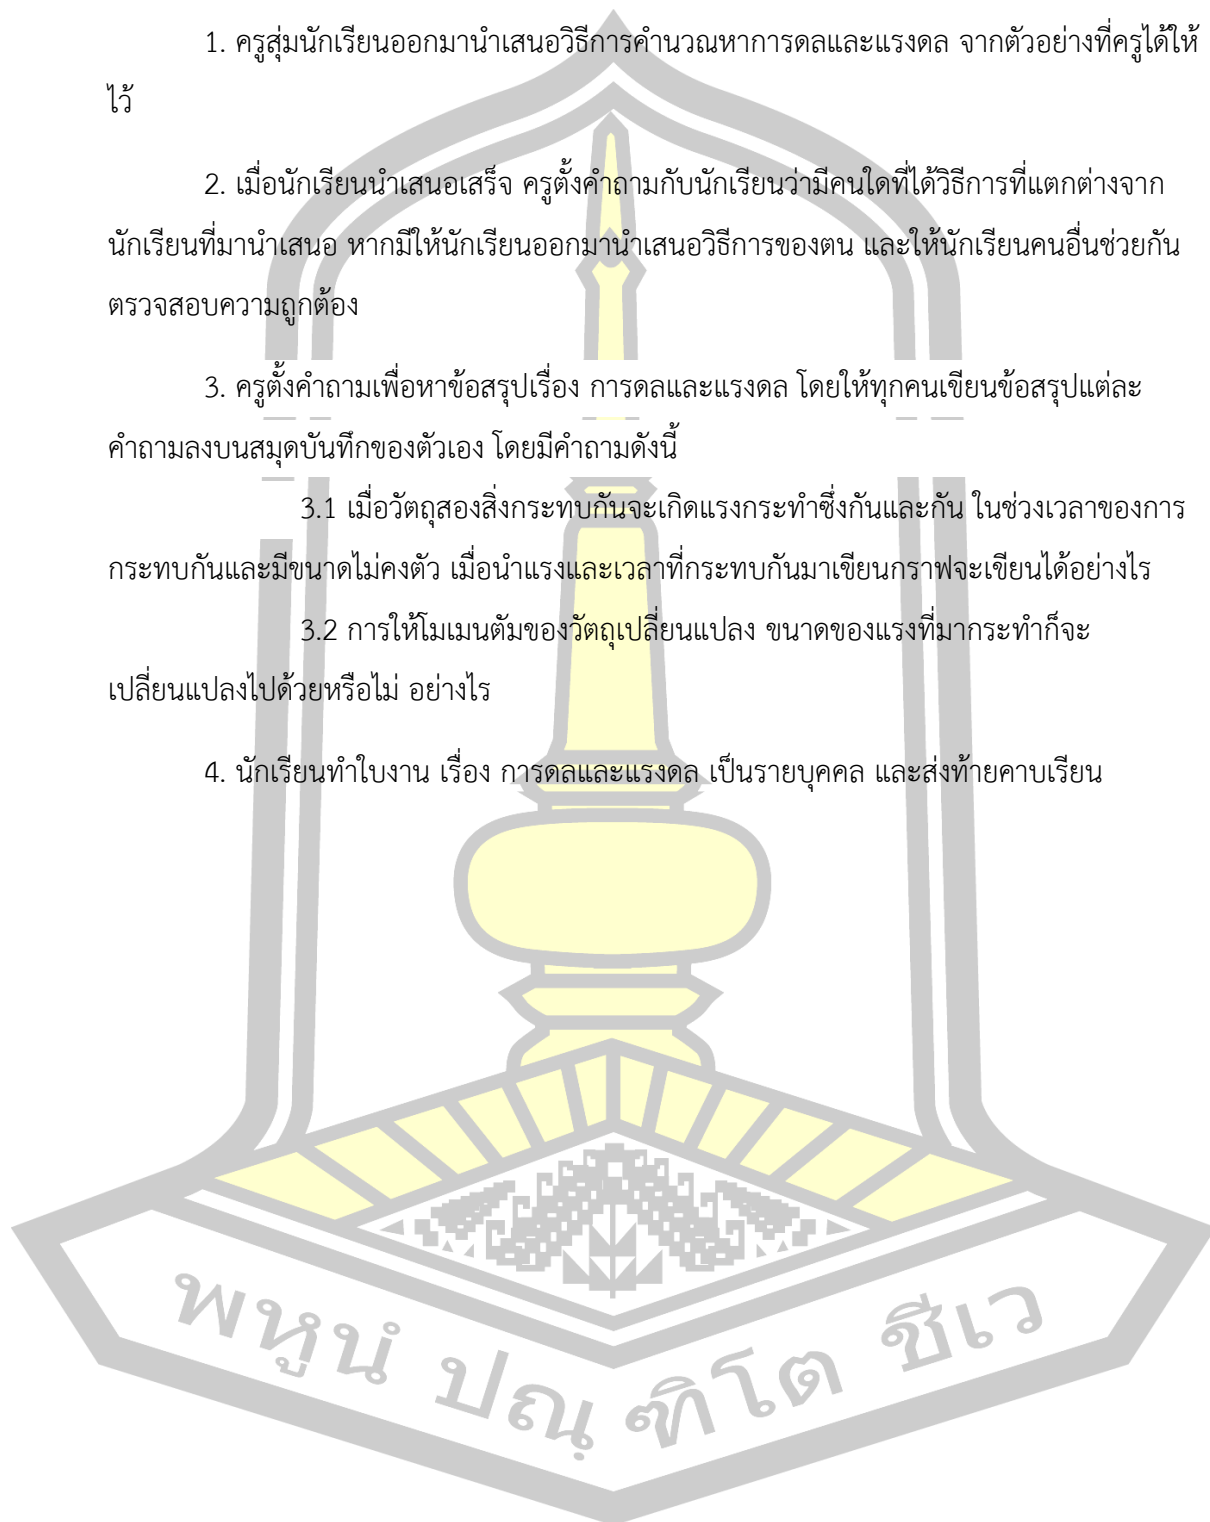 1. ครูสุ่มนักเรียนออกมานำเสนอวิธีการคำนวณหาการดลและแรงดล จากตัวอย่างที่ครูได้ให้
ไว้
2. เมื่อนักเรียนนำเสนอเสร็จ ครูตั้งคำถามกับนักเรียนว่ามีคนใดที่ได้วิธีการที่แตกต่างจาก
นักเรียนที่มานำเสนอ หากมีให้นักเรียนออกมานำเสนอวิธีการของตน และให้นักเรียนคนอื่นช่วยกัน
ตรวจสอบความถูกต้อง
3. ครูตั้งคำถามเพื่อหาข้อสรุปเรื่อง การดลและแรงดล โดยให้ทุกคนเขียนข้อสรุปแต่ละ
คำถามลงบนสมุดบันทึกของตัวเอง โดยมีคำถามดังนี้
3.1 เมื่อวัตถุสองสิ่งกระทบกันจะเกิดแรงกระทำซึ่งกันและกัน ในช่วงเวลาของการ
กระทบกันและมีขนาดไม่คงตัว เมื่อนำแรงและเวลาที่กระทบกันมาเขียนกราฟจะเขียนได้อย่างไร
3.2 การให้โมเมนตัมของวัตถุเปลี่ยนแปลง ขนาดของแรงที่มากระทำก็จะ
เปลี่ยนแปลงไปด้วยหรือไม่ อย่างไร
4. นักเรียนทำใบงาน เรื่อง การดลและแรงดล เป็นรายบุคคล และส่งท้ายคาบเรียน
พหูนํ ปณฺฑิโต ชีเว